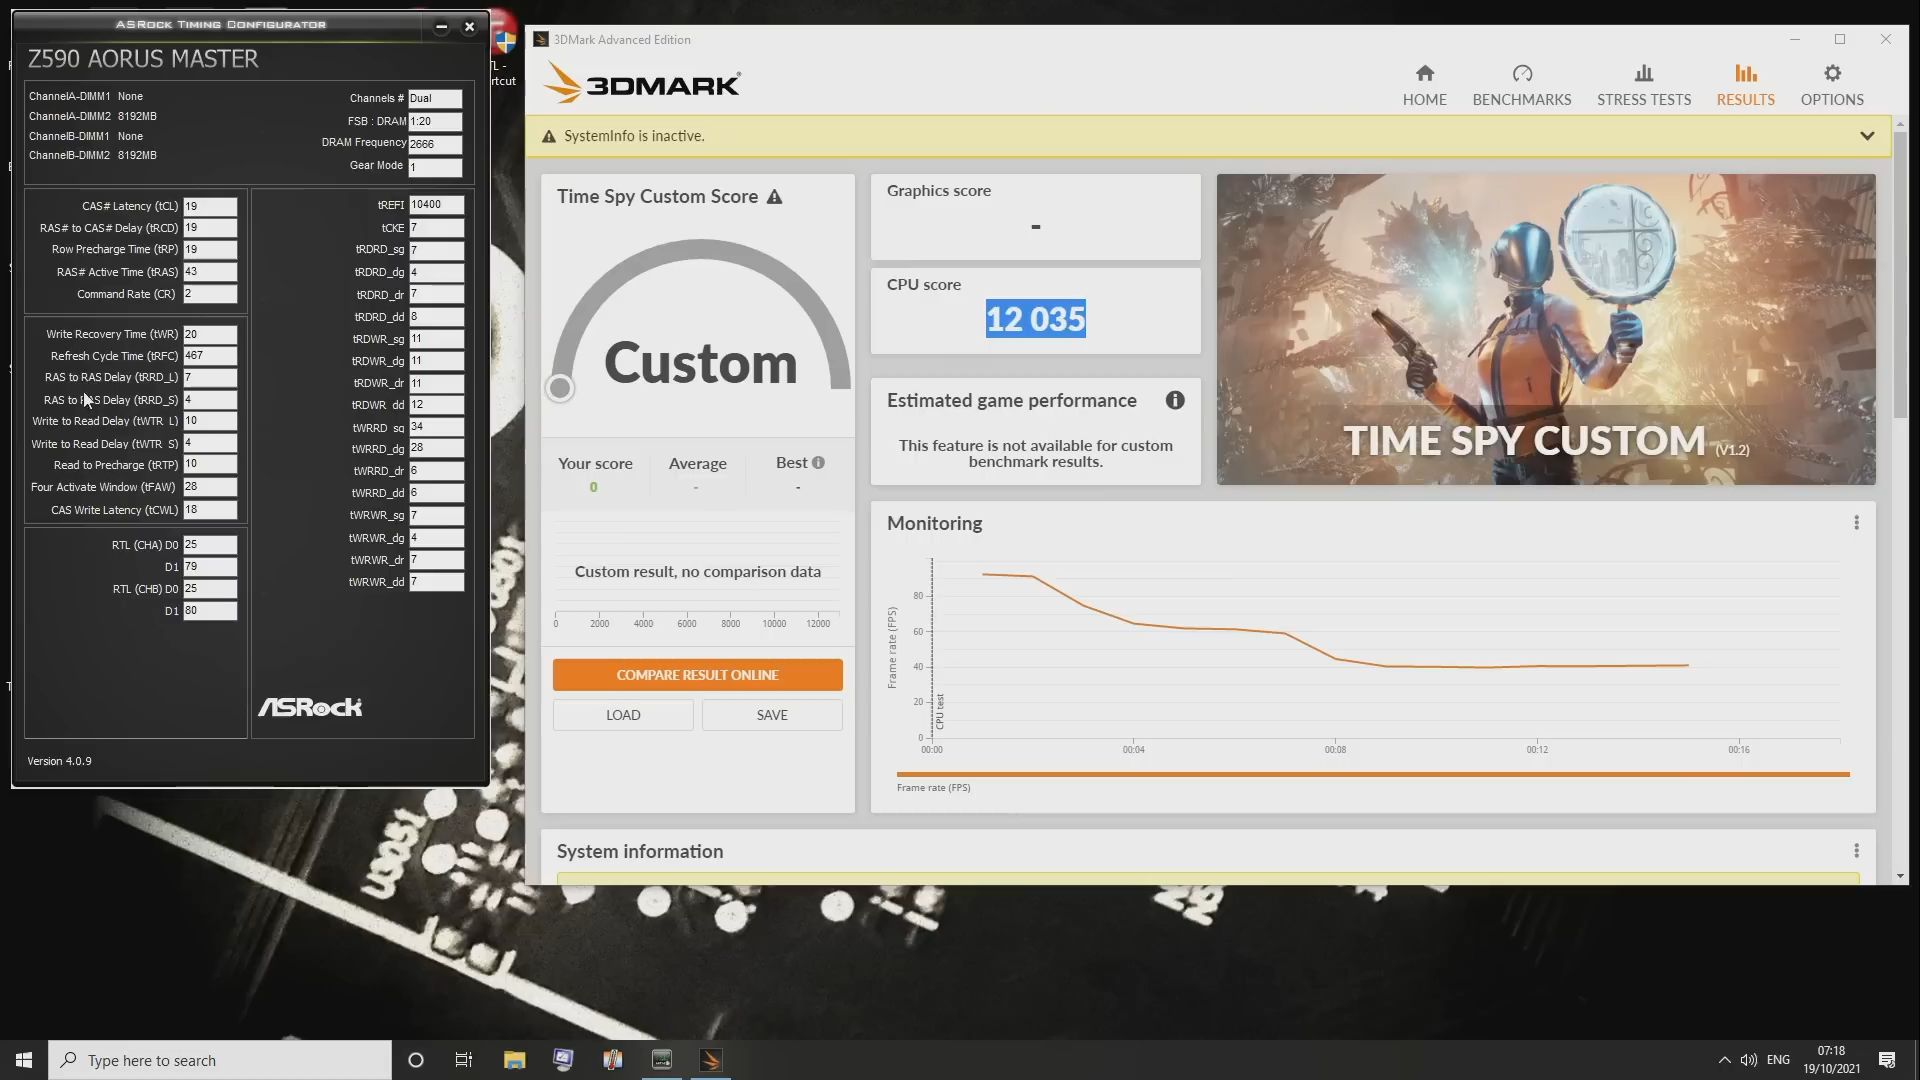 ASRock Timing Configurator
Z590 AORUS MASTER
ChannelA-DIMM1 None
ChannelA-DIMM2 8192MB
ChannelB-DIMM1 None
ChannelB-DIMM2 8192MB
Channels # Dual
FSB : DRAM 1:20
DRAM Frequency 2666
Gear Mode 1
CAS# Latency (tCL) 19
RAS# to CAS# Delay (tRCD) 19
Row Precharge Time (tRP) 19
RAS# Active Time (tRAS) 43
Command Rate (CR) 2
Write Recovery Time (tWR) 20
Refresh Cycle Time (tRFC) 467
RAS to RAS Delay (tRRD_L) 7
RAS to RAS Delay (tRRD_S) 4
Write to Read Delay (tWTR_L) 10
Write to Read Delay (tWTR_S) 4
Read to Precharge (tRTP) 10
Four Activate Window (tFAW) 28
CAS Write Latency (tCWL) 18
RTL (CHA) D0 25
D1 79
RTL (CHB) D0 25
D1 80
tREFI 10400
tCKE 7
tRDRD_sg 7
tRDRD_dg 4
tRDRD_dr 7
tRDRD_dd 8
tRDWR_sg 11
tRDWR_dg 11
tRDWR_dr 11
tRDWR_dd 12
tWRRD_sg 34
tWRRD_dg 28
tWRRD_dr 6
tWRRD_dd 6
tWRWR_sg 7
tWRWR_dg 4
tWRWR_dr 7
tWRWR_dd 7
ASRock
Version 4.0.9
TL -
rtcut
3DMark Advanced Edition
3DMARK
HOME
BENCHMARKS
STRESS TESTS
RESULTS
OPTIONS
SystemInfo is inactive.
Time Spy Custom Score
Custom
Your score Average Best
0 - -
Custom result, no comparison data
0 2000 4000 6000 8000 10000 12000
COMPARE RESULT ONLINE
LOAD SAVE
Graphics score
-
CPU score
12 035
Estimated game performance
This feature is not available for custom
benchmark results.
TIME SPY CUSTOM (V1.2)
Monitoring
Frame rate (FPS)
80
60
40
20
0
CPU test
00:00 00:04 00:08 00:12 00:16
Frame rate (FPS)
System information
Type here to search
ENG
07:18
19/10/2021